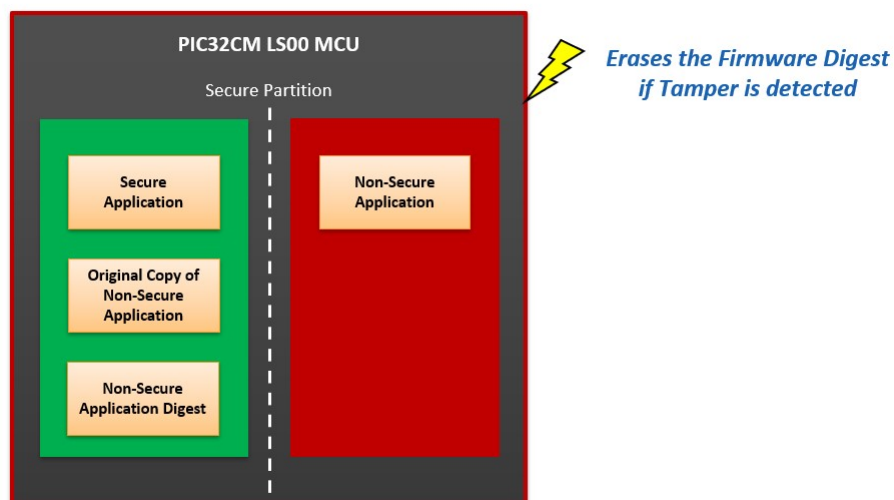 PIC32CM LS00 MCU
Erases the Firmware Digest
if Tamper is detected
Secure Partition
Secure
Application
Non-Secure
Application
Original Copy of
Non-Secure
Application
Non-Secure
Application Digest